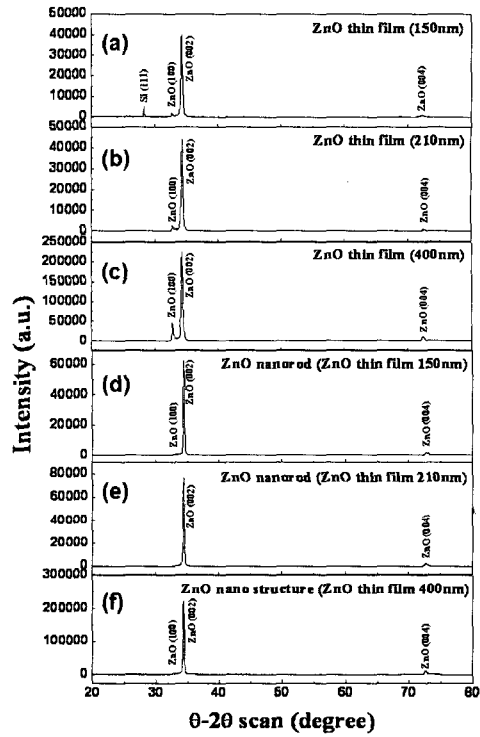 50000
40000
30000
20000
10000
0
(a)
ZnO thin film (150nm)
Si (111)
ZnO (100)
ZnO (002)
ZnO (004)
50000
40000
30000
20000
10000
0
(b)
ZnO thin film (210nm)
ZnO (100)
ZnO (002)
ZnO (004)
250000
200000
150000
100000
50000
0
(c)
ZnO thin film (400nm)
ZnO (100)
ZnO (002)
ZnO (004)
60000
40000
20000
0
(d)
ZnO nanorod (ZnO thin film 150nm)
ZnO (100)
ZnO (002)
ZnO (004)
80000
60000
40000
20000
0
(e)
ZnO nanorod (ZnO thin film 210nm)
ZnO (002)
ZnO (004)
300000
200000
100000
0
(f)
ZnO nano structure (ZnO thin film 400nm)
ZnO (100)
ZnO (002)
ZnO (004)
20 30 40 50 60 70 80
Intensity (a.u.)
θ-2θ scan (degree)